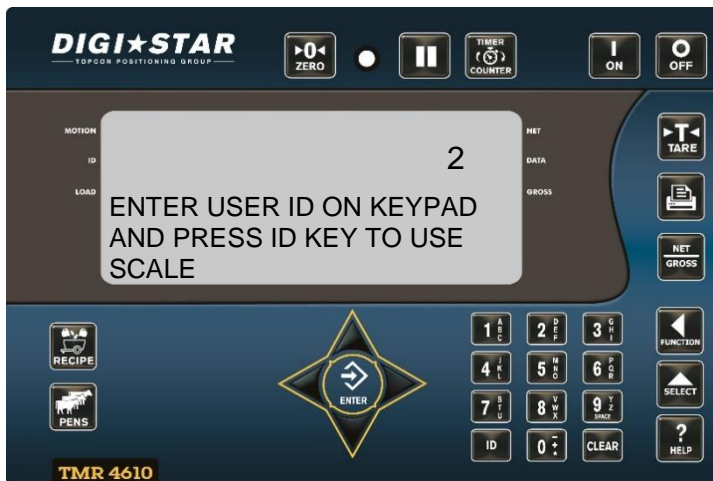 DIGI★STAR
TOPCON POSITIONING GROUP
▶0◀
ZERO
TIMER
COUNTER
I
ON
O
OFF
MOTION
ID
LOAD
2
ENTER USER ID ON KEYPAD
AND PRESS ID KEY TO USE
SCALE
NET
DATA
GROSS
▶T◀
TARE
NET
GROSS
FUNCTION
SELECT
?
HELP
RECIPE
PENS
ENTER
1 A B C
2 D E F
3 G H I
4 J K L
5 M N O
6 P Q R
7 S T U
8 V W X
9 Y Z SPACE
ID
0 - + :
CLEAR
TMR 4610